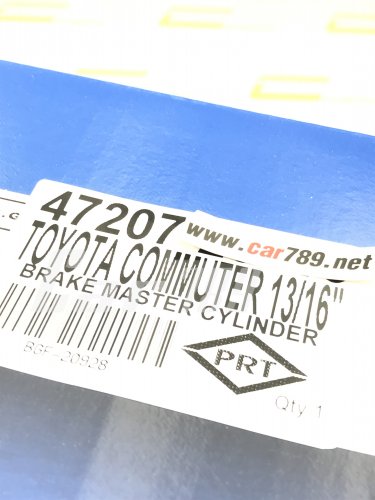 47207
www.car789.net
TOYOTA COMMUTER 13/16"
BRAKE MASTER CYLINDER
PRT
Qty 1